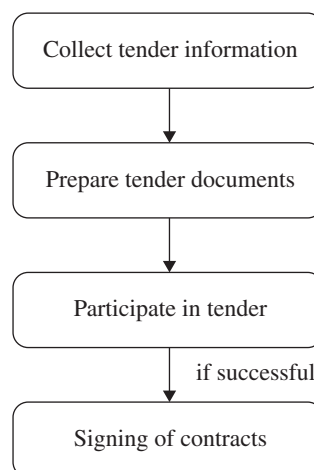 Collect tender information
Prepare tender documents
Participate in tender
if successful
Signing of contracts